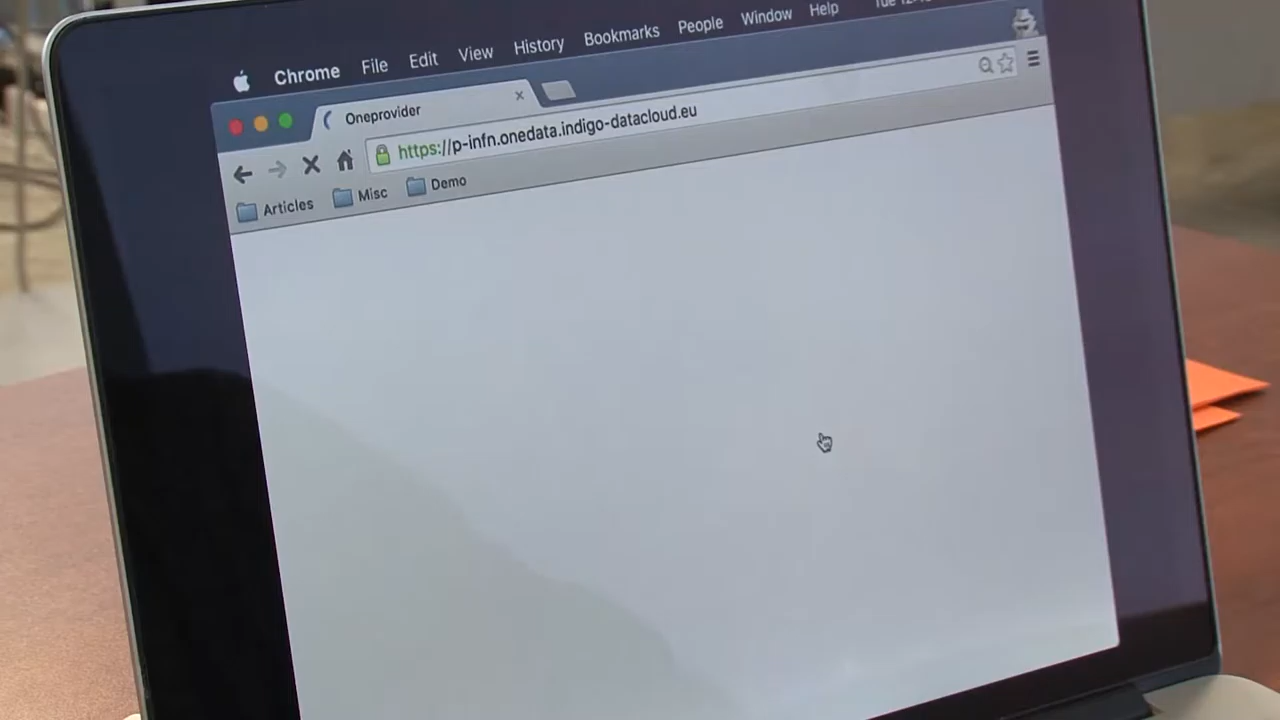 Chrome File Edit View History Bookmarks People Window Help Tue
Oneprovider
https://p-infn.onedata.indigo-datacloud.eu
Articles Misc Demo